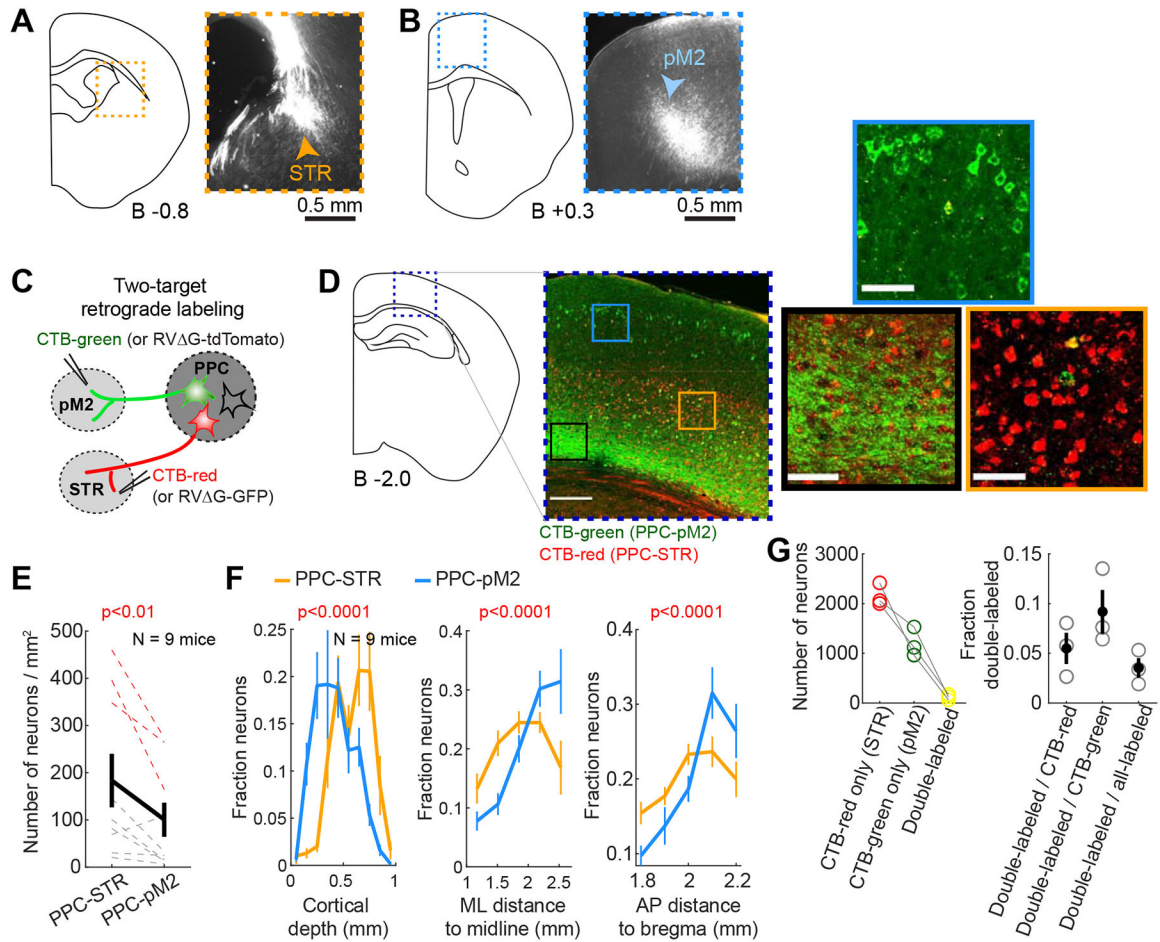 A
STR
B -0.8
0.5 mm
B
pM2
B +0.3
0.5 mm
C
Two-target
retrograde labeling
CTB-green (or RVΔG-tdTomato)
PPC
pM2
STR
CTB-red
(or RVΔG-GFP)
D
B -2.0
CTB-green (PPC-pM2)
CTB-red (PPC-STR)
E
p<0.01
N = 9 mice
Number of neurons / mm²
500
400
300
200
100
0
PPC-STR
PPC-pM2
F
PPC-STR
PPC-pM2
p<0.0001
N = 9 mice
Fraction neurons
0.25
0.2
0.15
0.1
0.05
0
0
0.5
1
Cortical
depth (mm)
p<0.0001
Fraction neurons
0.4
0.3
0.2
0.1
0
1
1.5
2
2.5
ML distance
to midline (mm)
p<0.0001
Fraction neurons
0.4
0.3
0.2
0.1
1.8
2
2.2
AP distance
to bregma (mm)
G
Number of neurons
3000
2000
1000
0
CTB-red only (STR)
CTB-green only (pM2)
Double-labeled
Fraction
double-labeled
0.15
0.1
0.05
0
Double-labeled / CTB-red
Double-labeled / CTB-green
Double-labeled / all-labeled